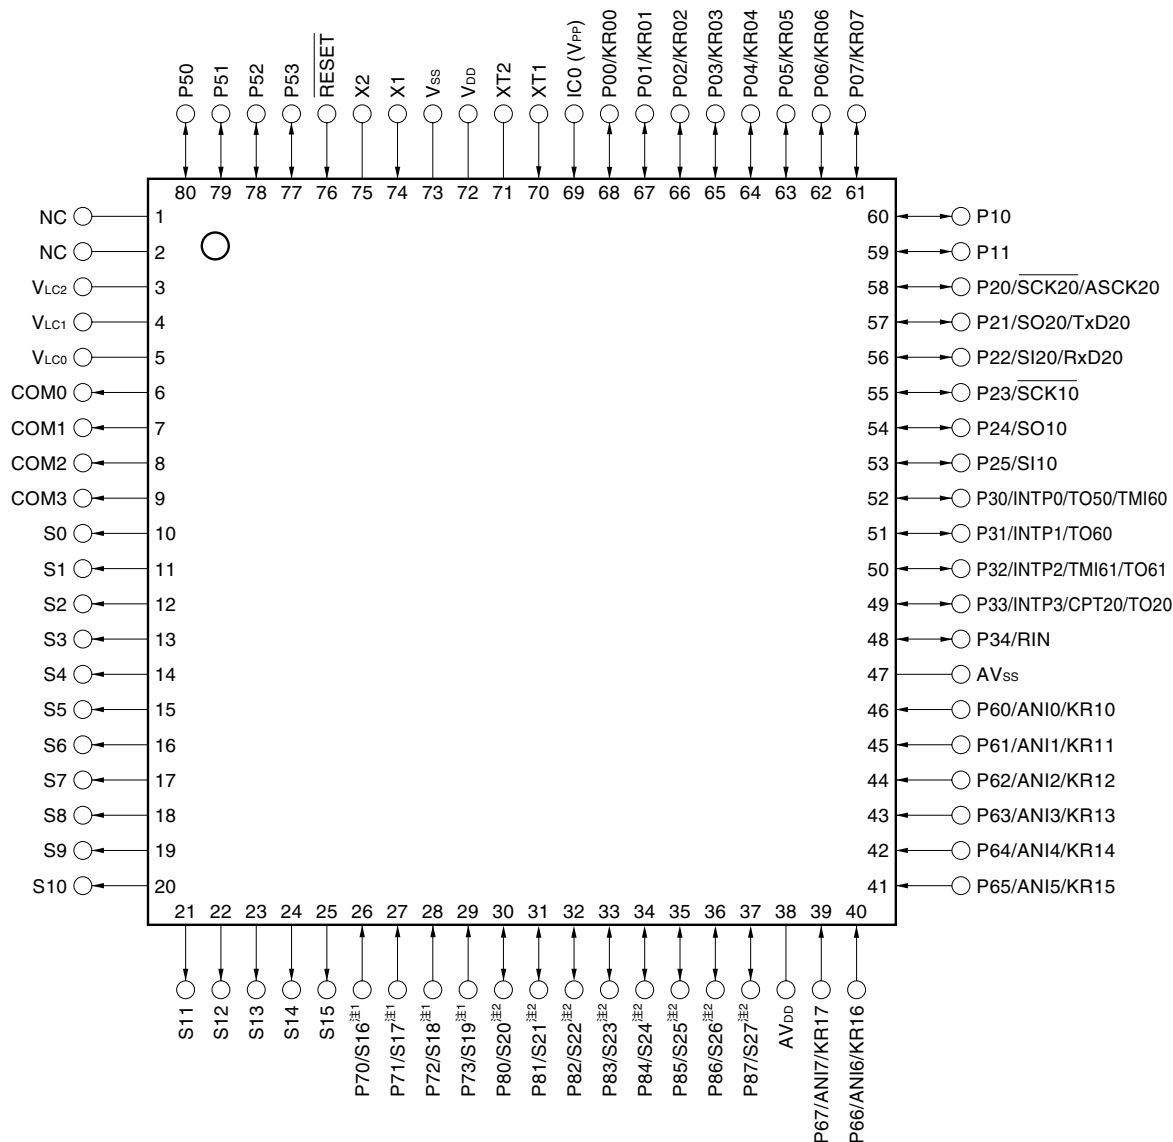 P50
P51
P52
P53
RESET
X2
X1
VSS
VDD
XT2
XT1
IC0 (VPP)
P00/KR00
P01/KR01
P02/KR02
P03/KR03
P04/KR04
P05/KR05
P06/KR06
P07/KR07
80 79 78 77 76 75 74 73 72 71 70 69 68 67 66 65 64 63 62 61
NC 1
NC 2
VLC2 3
VLC1 4
VLC0 5
COM0 6
COM1 7
COM2 8
COM3 9
S0 10
S1 11
S2 12
S3 13
S4 14
S5 15
S6 16
S7 17
S8 18
S9 19
S10 20
60 P10
59 P11
58 P20/SCK20/ASCK20
57 P21/SO20/TxD20
56 P22/SI20/RxD20
55 P23/SCK10
54 P24/SO10
53 P25/SI10
52 P30/INTP0/TO50/TMI60
51 P31/INTP1/TO60
50 P32/INTP2/TMI61/TO61
49 P33/INTP3/CPT20/TO20
48 P34/RIN
47 AVSS
46 P60/ANI0/KR10
45 P61/ANI1/KR11
44 P62/ANI2/KR12
43 P63/ANI3/KR13
42 P64/ANI4/KR14
41 P65/ANI5/KR15
21 22 23 24 25 26 27 28 29 30 31 32 33 34 35 36 37 38 39 40
S11
S12
S13
S14
S15
P70/S16注1
P71/S17注1
P72/S18注1
P73/S19注1
P80/S20注2
P81/S21注2
P82/S22注2
P83/S23注2
P84/S24注2
P85/S25注2
P86/S26注2
P87/S27注2
AVDD
P67/ANI7/KR17
P66/ANI6/KR16